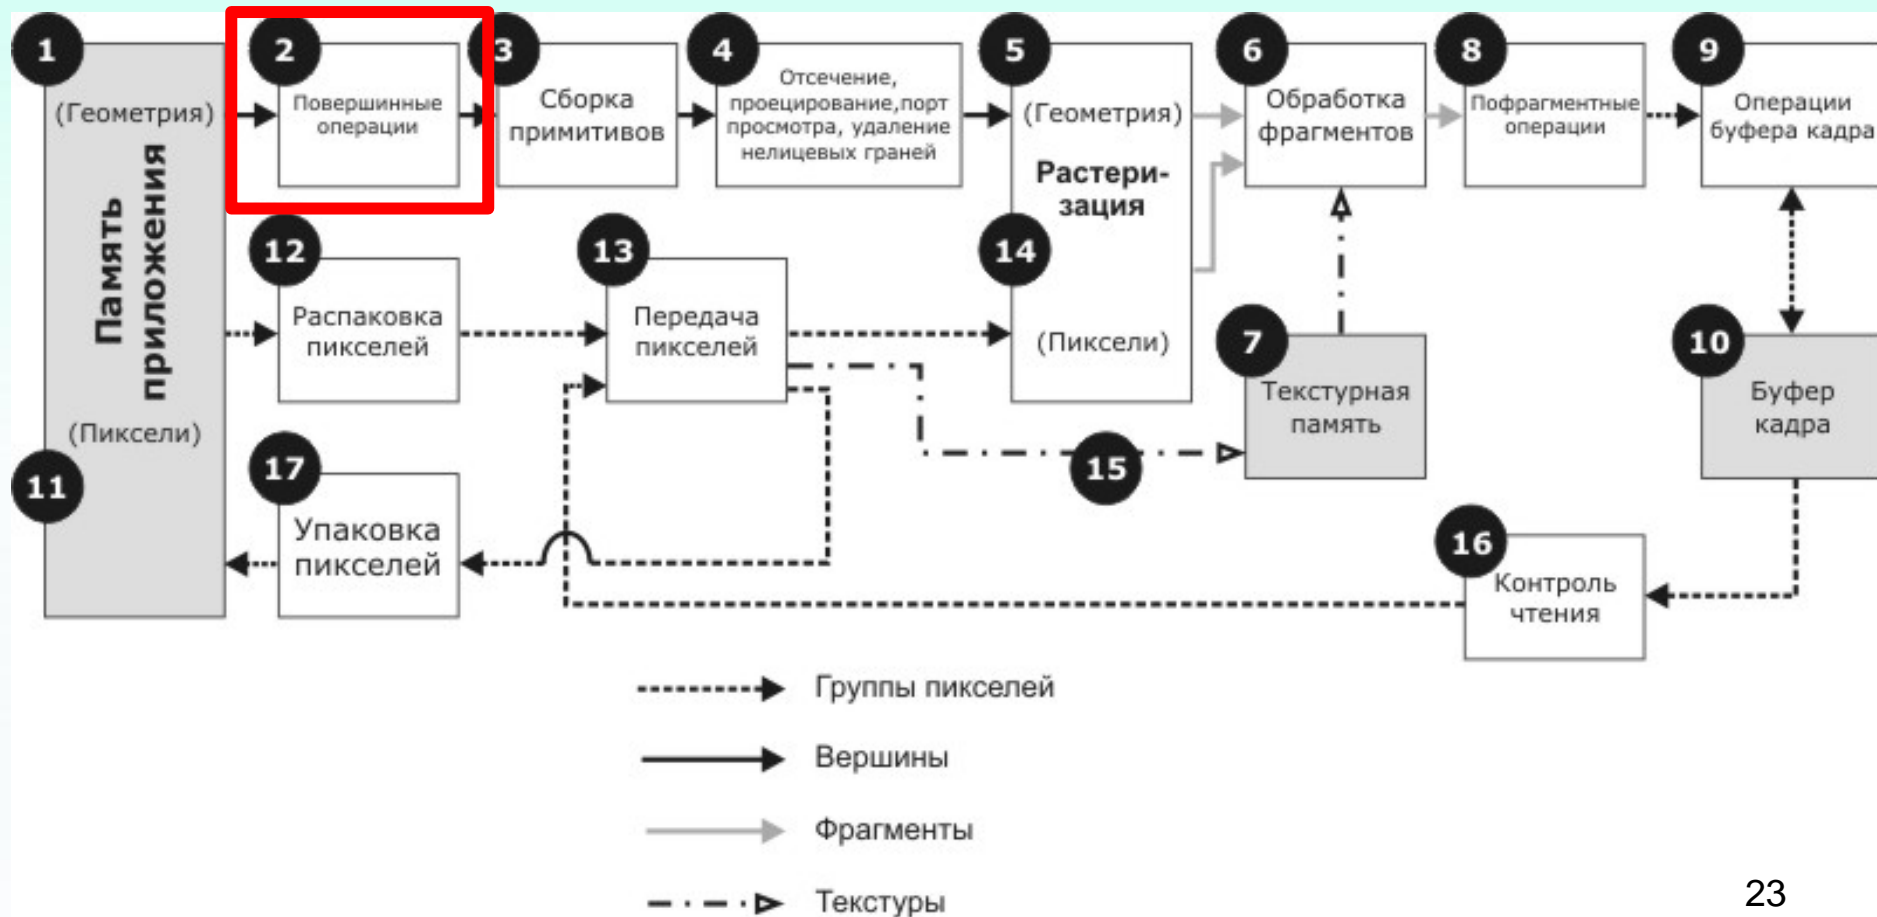 1
(Геометрия)
Память
приложения
(Пиксели)
11
2
Повершинные
операции
3
Сборка
примитивов
4
Отсечение,
проецирование,порт
просмотра, удаление
нелицевых граней
5
(Геометрия)
Растери-
зация
14
(Пиксели)
6
Обработка
фрагментов
8
Пофрагментные
операции
9
Операции
буфера кадра
12
Распаковка
пикселей
13
Передача
пикселей
7
Текстурная
память
10
Буфер
кадра
15
17
Упаковка
пикселей
16
Контроль
чтения
Группы пикселей
Вершины
Фрагменты
Текстуры
23